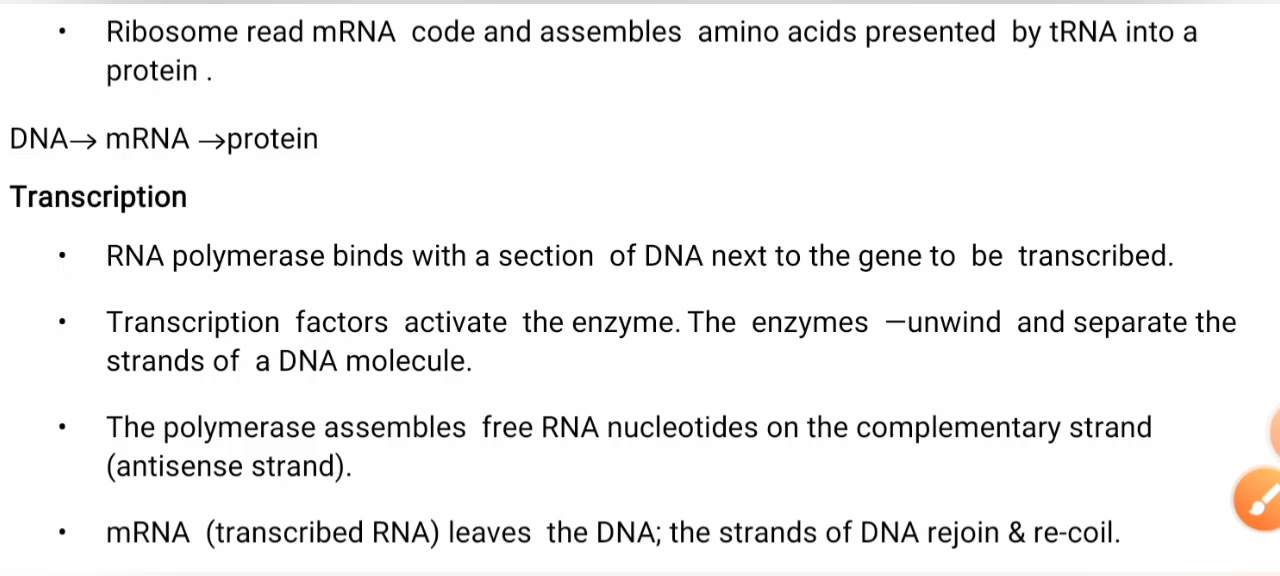 • Ribosome read mRNA code and assembles amino acids presented by tRNA into a
protein .
DNA→ mRNA →protein
Transcription
• RNA polymerase binds with a section of DNA next to the gene to be transcribed.
• Transcription factors activate the enzyme. The enzymes –unwind and separate the
strands of a DNA molecule.
• The polymerase assembles free RNA nucleotides on the complementary strand
(antisense strand).
• mRNA (transcribed RNA) leaves the DNA; the strands of DNA rejoin & re-coil.